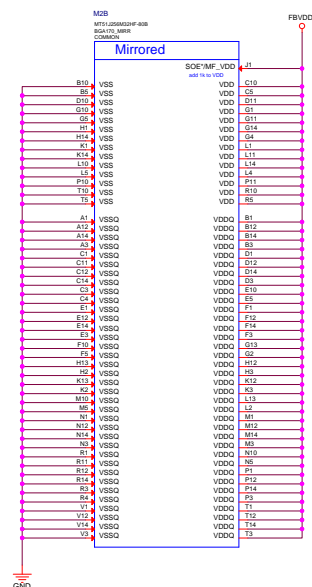 M2B
MT51J256M32HF-80B
BGA170_MIRR
COMMON
FBVDD
Mirrored
SOE*/MF_VDD J1
add 1k to VDD
B10 VSS VDD C10
B5 VSS VDD C5
D10 VSS VDD D11
G10 VSS VDD G1
G5 VSS VDD G11
H1 VSS VDD G14
H14 VSS VDD G4
K1 VSS VDD L1
K14 VSS VDD L11
L10 VSS VDD L14
L5 VSS VDD L4
P10 VSS VDD P11
T10 VSS VDD R10
T5 VSS VDD R5
A1 VSSQ VDDQ B1
A12 VSSQ VDDQ B12
A14 VSSQ VDDQ B14
A3 VSSQ VDDQ B3
C1 VSSQ VDDQ D1
C11 VSSQ VDDQ D12
C12 VSSQ VDDQ D14
C14 VSSQ VDDQ D3
C3 VSSQ VDDQ E10
C4 VSSQ VDDQ E5
E1 VSSQ VDDQ F1
E12 VSSQ VDDQ F12
E14 VSSQ VDDQ F14
E3 VSSQ VDDQ F3
F10 VSSQ VDDQ G13
F5 VSSQ VDDQ G2
H13 VSSQ VDDQ H12
H2 VSSQ VDDQ H3
K13 VSSQ VDDQ K12
K2 VSSQ VDDQ K3
M10 VSSQ VDDQ L13
M5 VSSQ VDDQ L2
N1 VSSQ VDDQ M1
N12 VSSQ VDDQ M12
N14 VSSQ VDDQ M14
N3 VSSQ VDDQ M3
R1 VSSQ VDDQ N10
R11 VSSQ VDDQ N5
R12 VSSQ VDDQ P1
R14 VSSQ VDDQ P12
R3 VSSQ VDDQ P14
R4 VSSQ VDDQ P3
V1 VSSQ VDDQ T1
V12 VSSQ VDDQ T12
V14 VSSQ VDDQ T14
V3 VSSQ VDDQ T3
GND